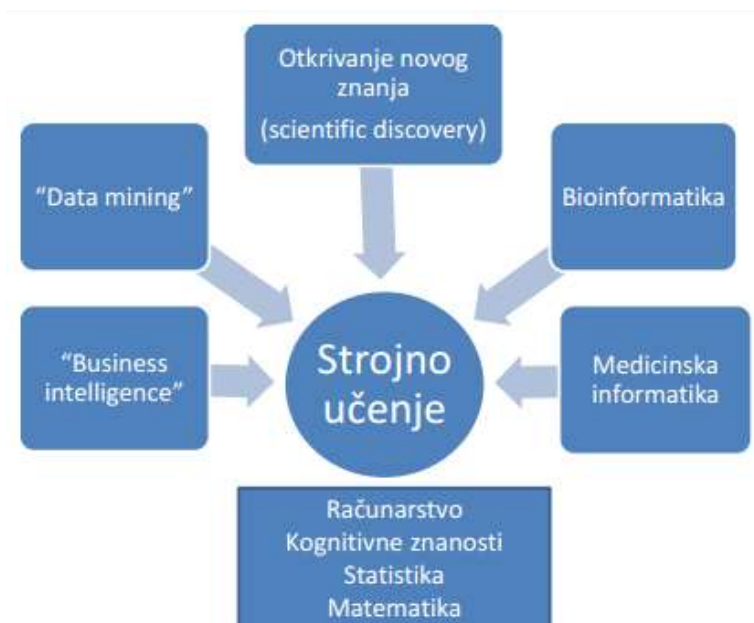 Otkrivanje novog
znanja
(scientific discovery)
“Data mining”
Bioinformatika
“Business
intelligence”
Strojno
učenje
Medicinska
informatika
Računarstvo
Kognitivne znanosti
Statistika
Matematika